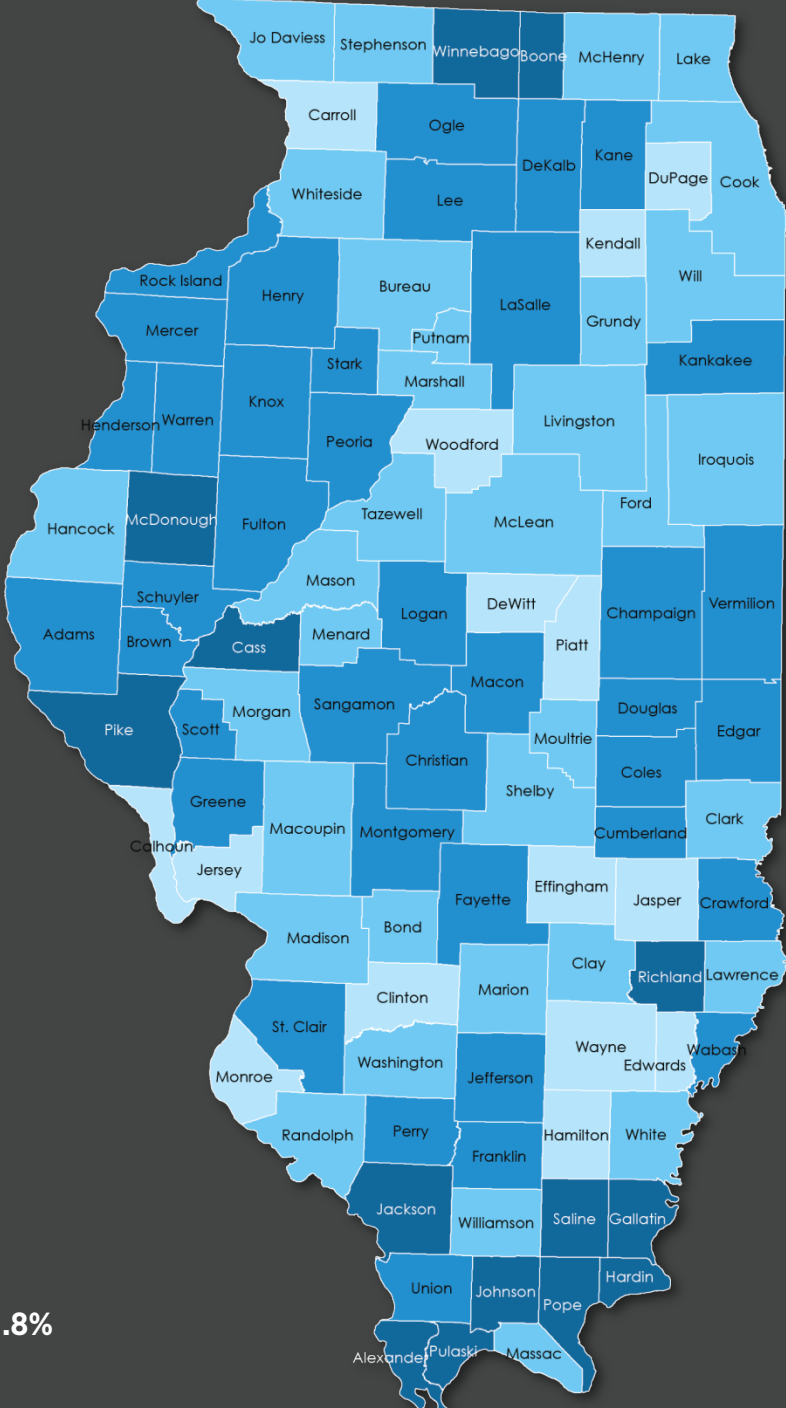 Jo Daviess
Stephenson
Winnebago
Boone
McHenry
Lake
Carroll
Ogle
DeKalb
Kane
DuPage
Cook
Whiteside
Lee
Kendall
Rock Island
Henry
Bureau
LaSalle
Will
Mercer
Putnam
Grundy
Stark
Kankakee
Marshall
Henderson
Warren
Knox
Peoria
Woodford
Livingston
Iroquois
Hancock
McDonough
Fulton
Tazewell
McLean
Ford
Schuyler
Mason
Logan
DeWitt
Champaign
Vermilion
Adams
Brown
Cass
Menard
Piatt
Macon
Pike
Scott
Morgan
Sangamon
Douglas
Edgar
Christian
Moultrie
Coles
Greene
Shelby
Calhoun
Macoupin
Montgomery
Cumberland
Clark
Jersey
Fayette
Effingham
Jasper
Crawford
Madison
Bond
Clay
Richland
Lawrence
Clinton
Marion
St. Clair
Wayne
Edwards
Wabash
Monroe
Washington
Jefferson
Randolph
Perry
Franklin
Hamilton
White
Jackson
Williamson
Saline
Gallatin
Union
Johnson
Pope
Hardin
.8%
Alexander
Pulaski
Massac